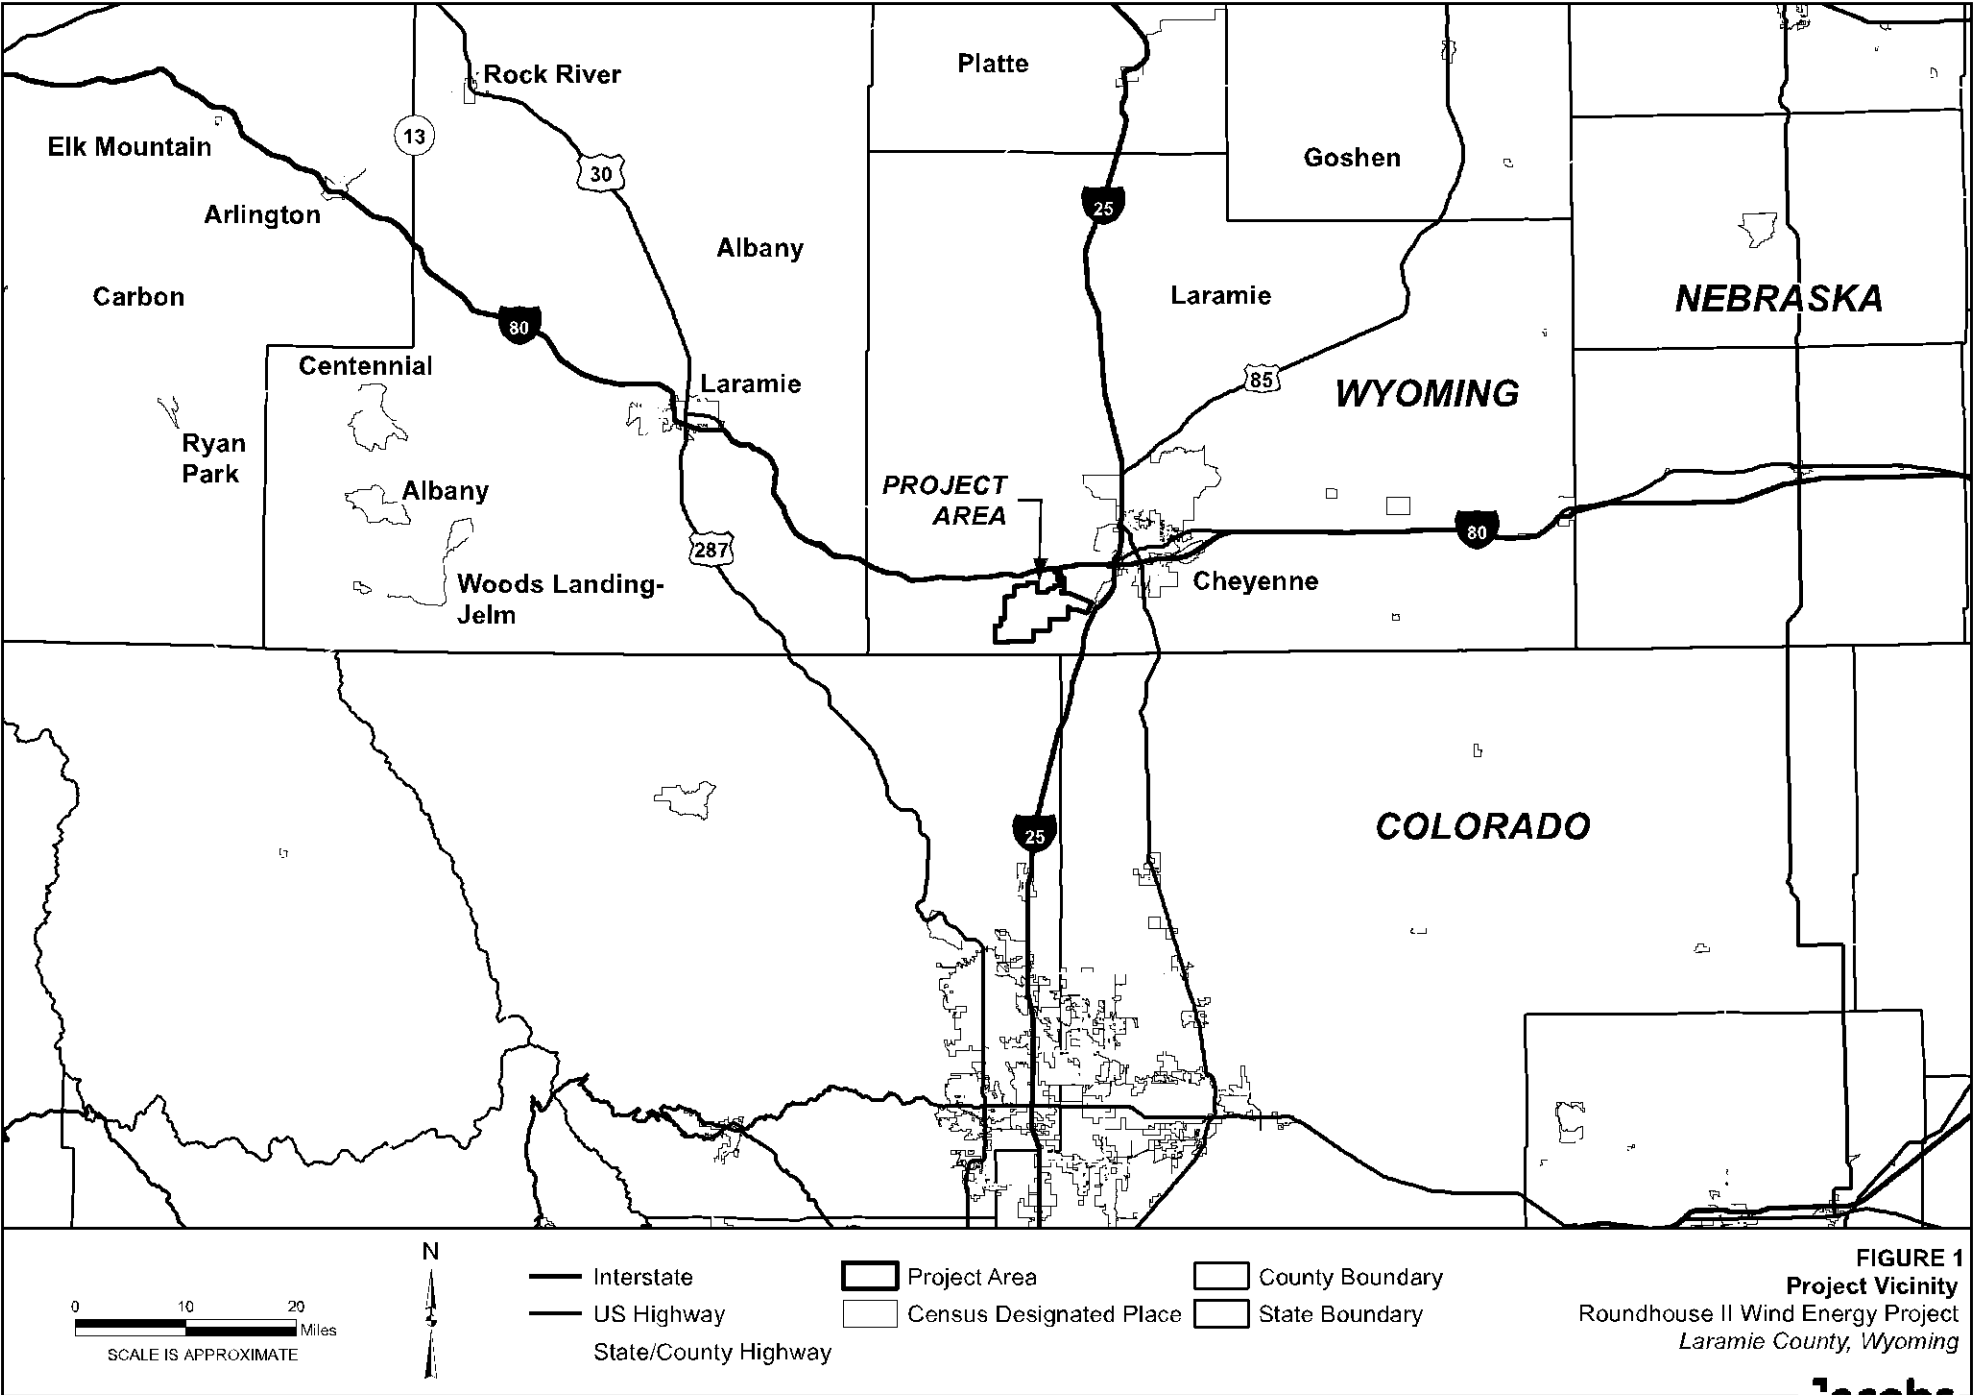 Rock River
Platte
13
Elk Mountain
30
Goshen
25
Arlington
Albany
Carbon
Laramie
NEBRASKA
80
Centennial
Laramie
85
WYOMING
Ryan
Park
Albany
PROJECT
AREA
80
287
Woods Landing-
Jelm
Cheyenne
25
COLORADO
N
0 10 20
Miles
SCALE IS APPROXIMATE
Interstate
US Highway
State/County Highway
Project Area
Census Designated Place
County Boundary
State Boundary
FIGURE 1
Project Vicinity
Roundhouse II Wind Energy Project
Laramie County, Wyoming